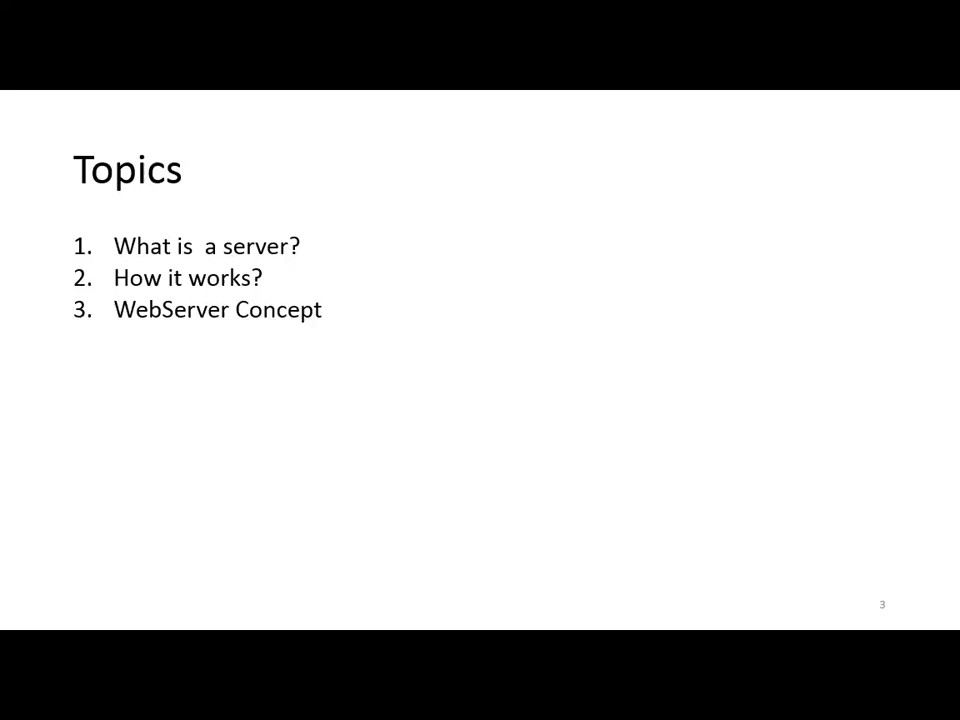 Topics
1. What is  a server?
2. How it works?
3. WebServer Concept
3